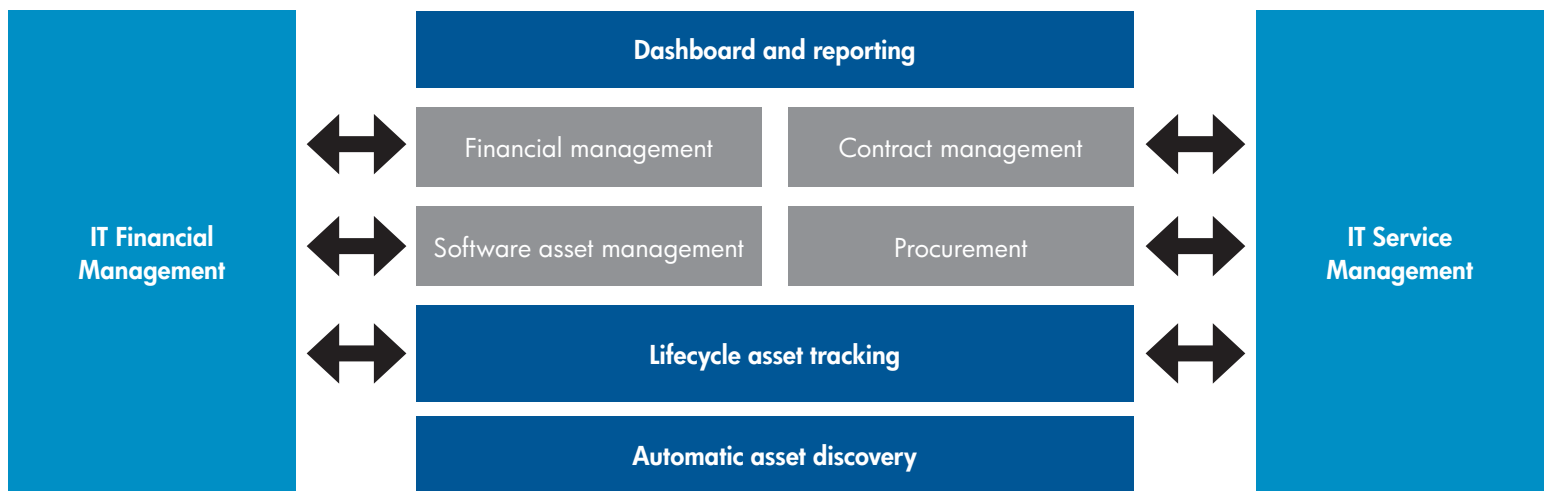 Dashboard and reporting
Financial management
Contract management
IT Financial
Management
Software asset management
Procurement
IT Service
Management
Lifecycle asset tracking
Automatic asset discovery